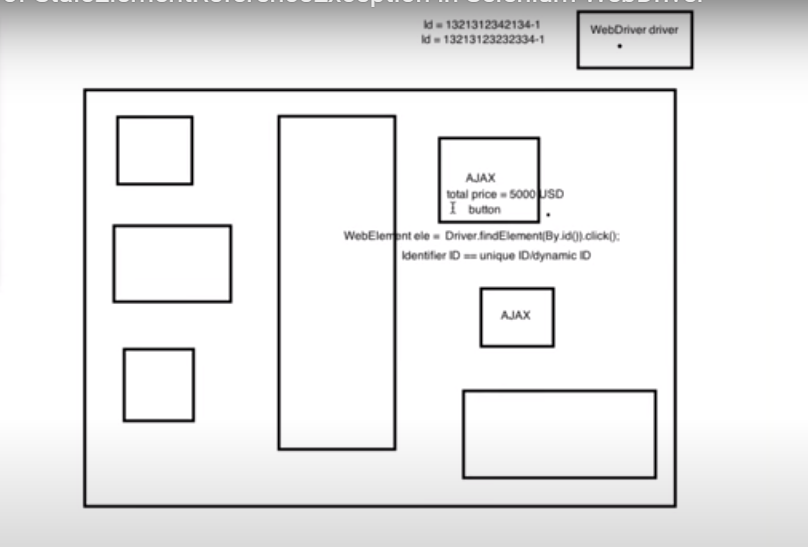 StaleElementReferenceException in Selenium WebDriver
Id = 1321312342134-1
Id = 13213123232334-1
WebDriver driver
AJAX
total price = 5000 USD
button
WebElement ele = Driver.findElement(By.id()).click();
Identifier ID == unique ID/dynamic ID
AJAX